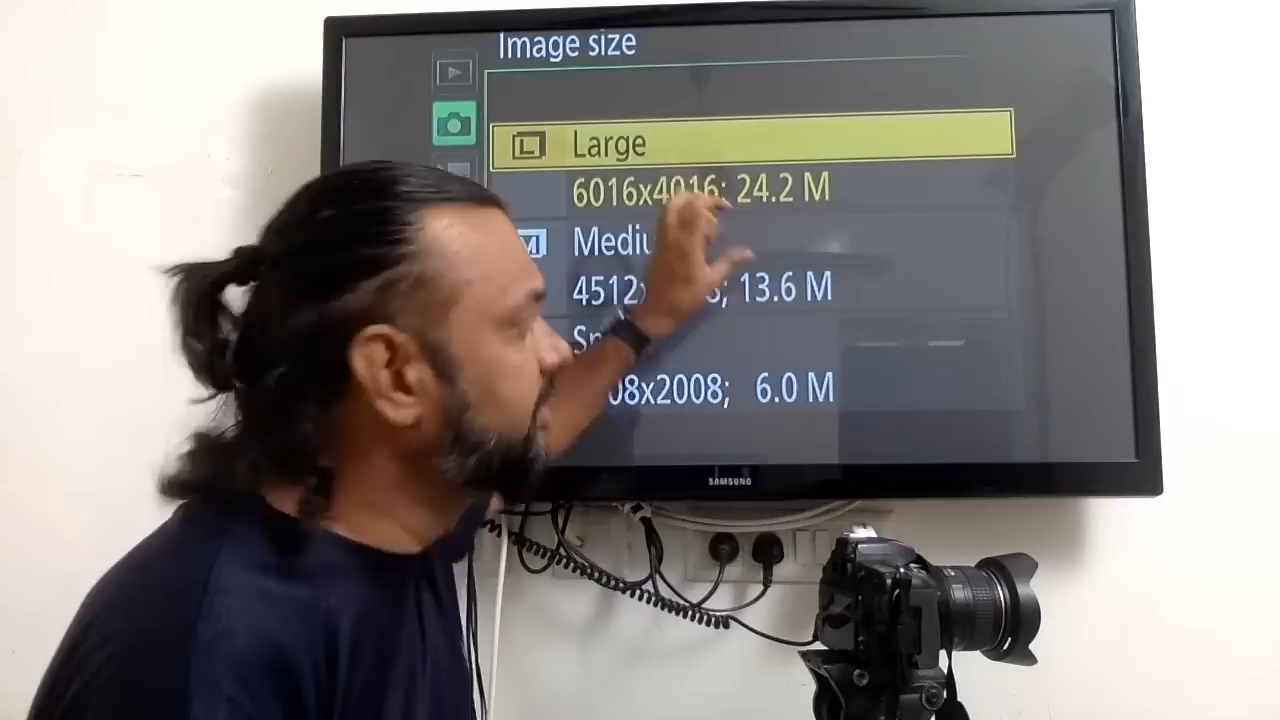 Image size
L Large
6016x4016; 24.2 M
M
13.6 M
6.0 M
SAMSUNG